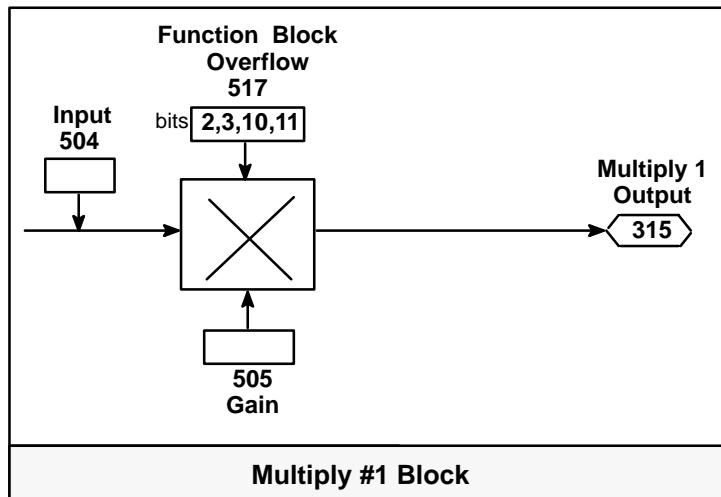 Function Block
Overflow
517
bits 2,3,10,11
Input
504
Multiply 1
Output
315
505
Gain
Multiply #1 Block